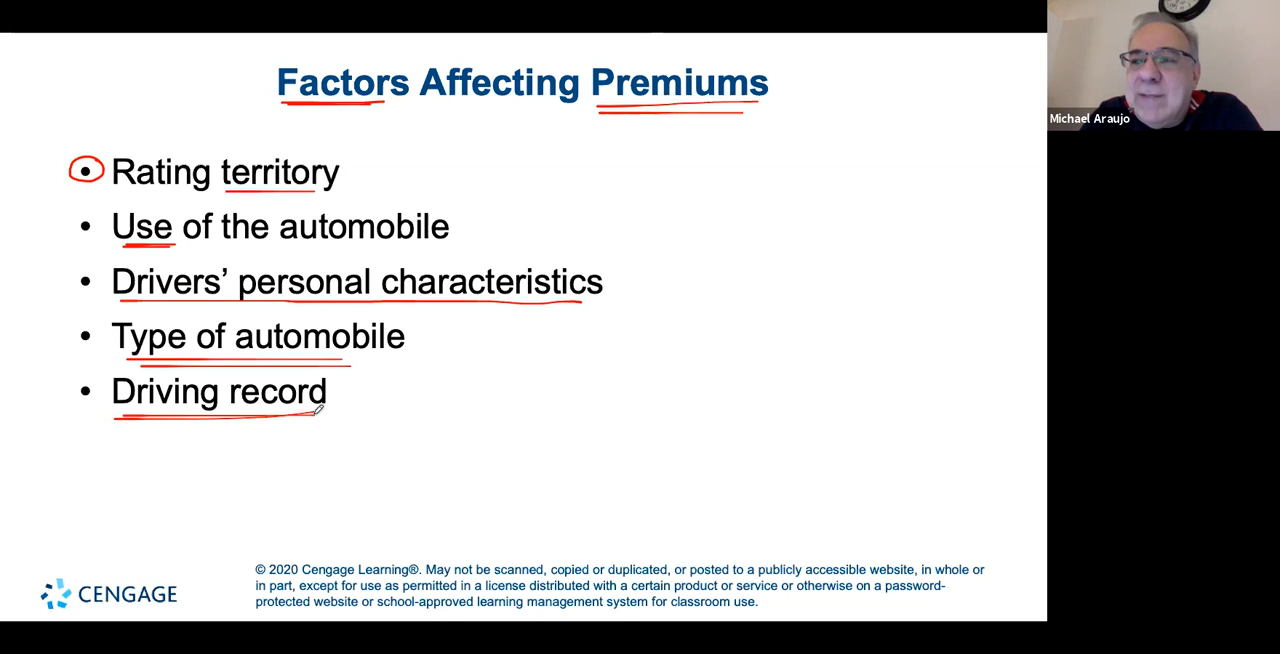 Factors Affecting Premiums
• Rating territory
• Use of the automobile
• Drivers’ personal characteristics
• Type of automobile
• Driving record
CENGAGE
© 2020 Cengage Learning®. May not be scanned, copied or duplicated, or posted to a publicly accessible website, in whole or
in part, except for use as permitted in a license distributed with a certain product or service or otherwise on a password-
protected website or school-approved learning management system for classroom use.
Michael Araujo